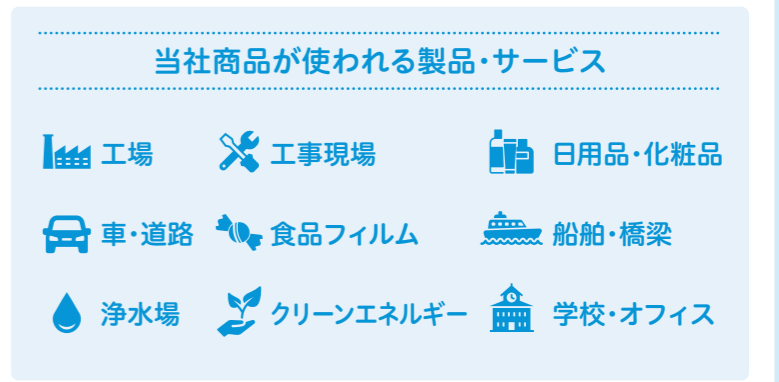 当社商品が使われる製品・サービス
工場 工事現場 日用品・化粧品
車・道路 食品フィルム 船舶・橋梁
浄水場 クリーンエネルギー 学校・オフィス